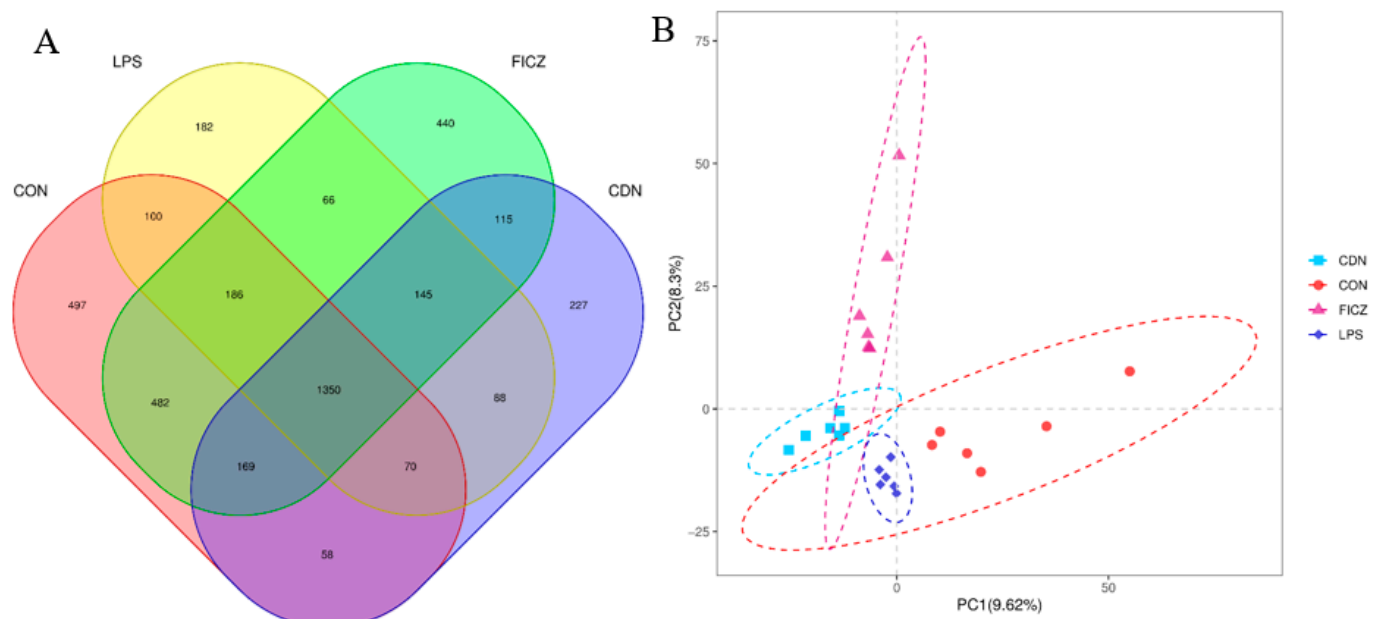 A
LPS
FICZ
CON
CDN
182
440
100
66
115
497
186
145
227
482
1350
88
169
70
58
B
75
50
25
0
−25
PC2(8.3%)
0
50
PC1(9.62%)
CDN
CON
FICZ
LPS